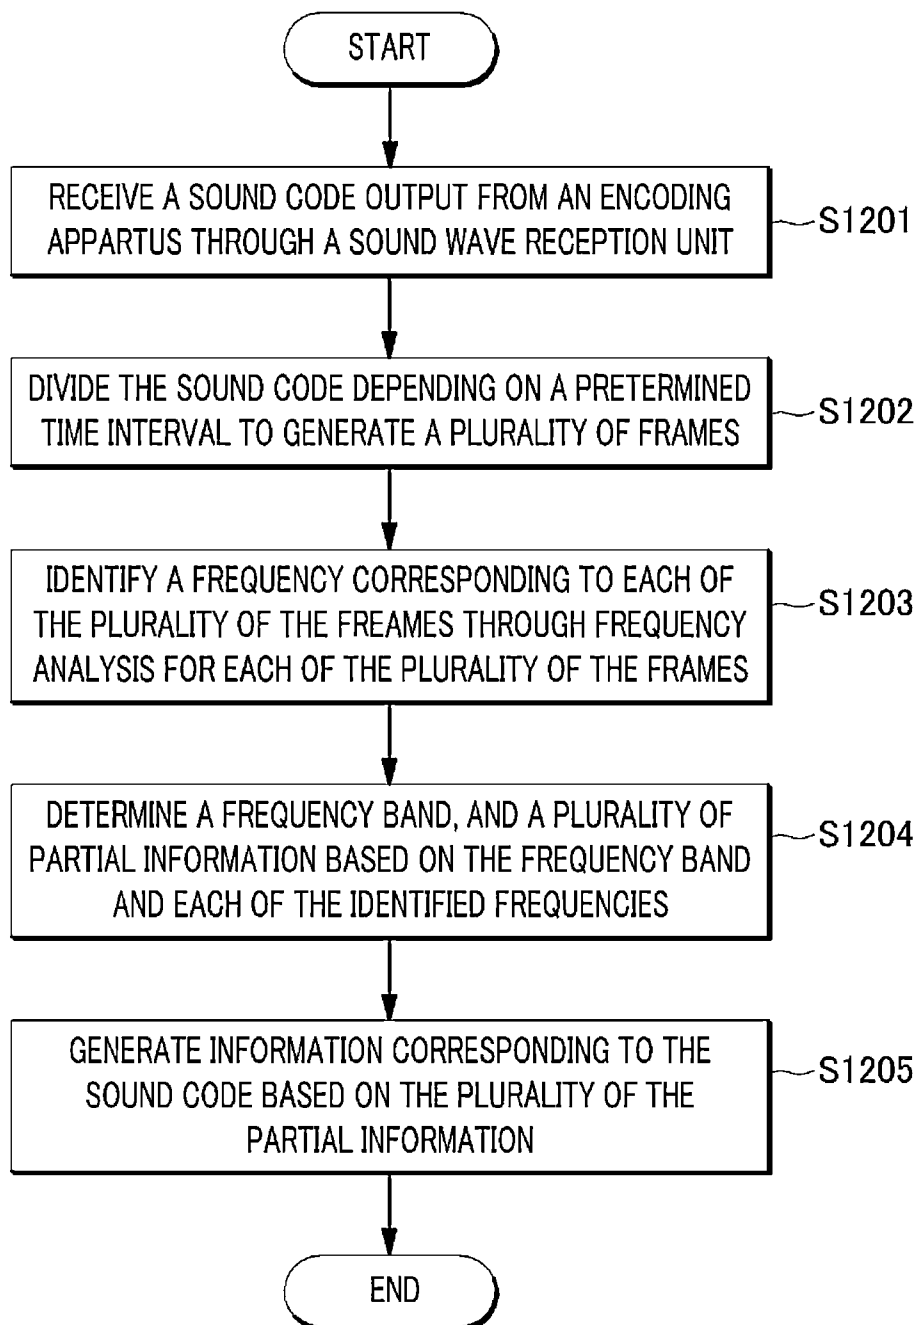 START
RECEIVE A SOUND CODE OUTPUT FROM AN ENCODING
APPARTUS THROUGH A SOUND WAVE RECEPTION UNIT
S1201
DIVIDE THE SOUND CODE DEPENDING ON A PRETERMINED
TIME INTERVAL TO GENERATE A PLURALITY OF FRAMES
S1202
IDENTIFY A FREQUENCY CORRESPONDING TO EACH OF
THE PLURALITY OF THE FREAMES THROUGH FREQUENCY
ANALYSIS FOR EACH OF THE PLURALITY OF THE FRAMES
S1203
DETERMINE A FREQUENCY BAND, AND A PLURALITY OF
PARTIAL INFORMATION BASED ON THE FREQUENCY BAND
AND EACH OF THE IDENTIFIED FREQUENCIES
S1204
GENERATE INFORMATION CORRESPONDING TO THE
SOUND CODE BASED ON THE PLURALITY OF THE
PARTIAL INFORMATION
S1205
END